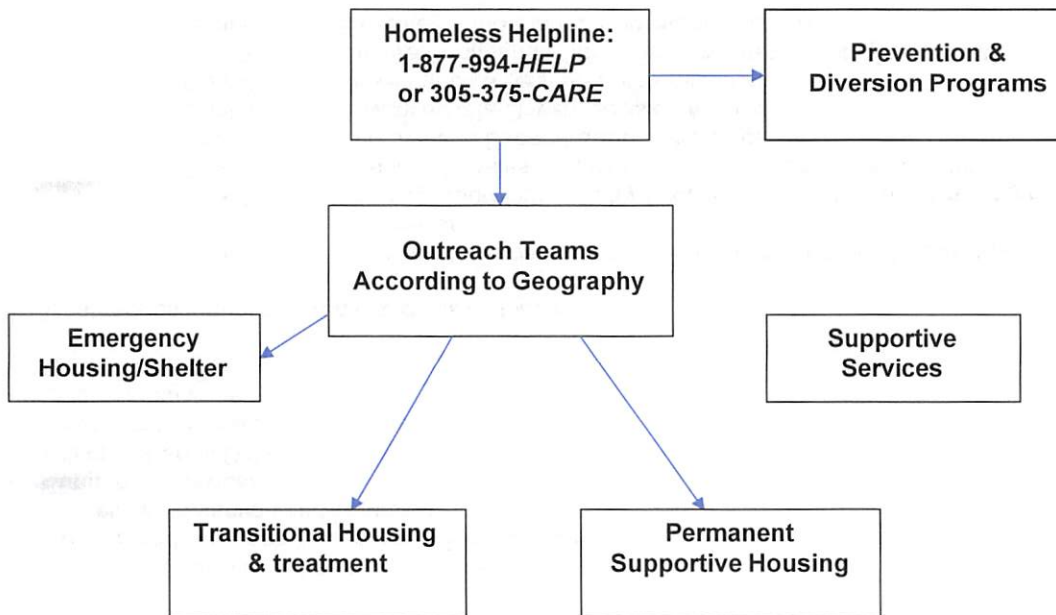 Homeless Helpline:
1-877-994-HELP
or 305-375-CARE
Prevention &
Diversion Programs
Outreach Teams
According to Geography
Emergency
Housing/Shelter
Supportive
Services
Transitional Housing
& treatment
Permanent
Supportive Housing